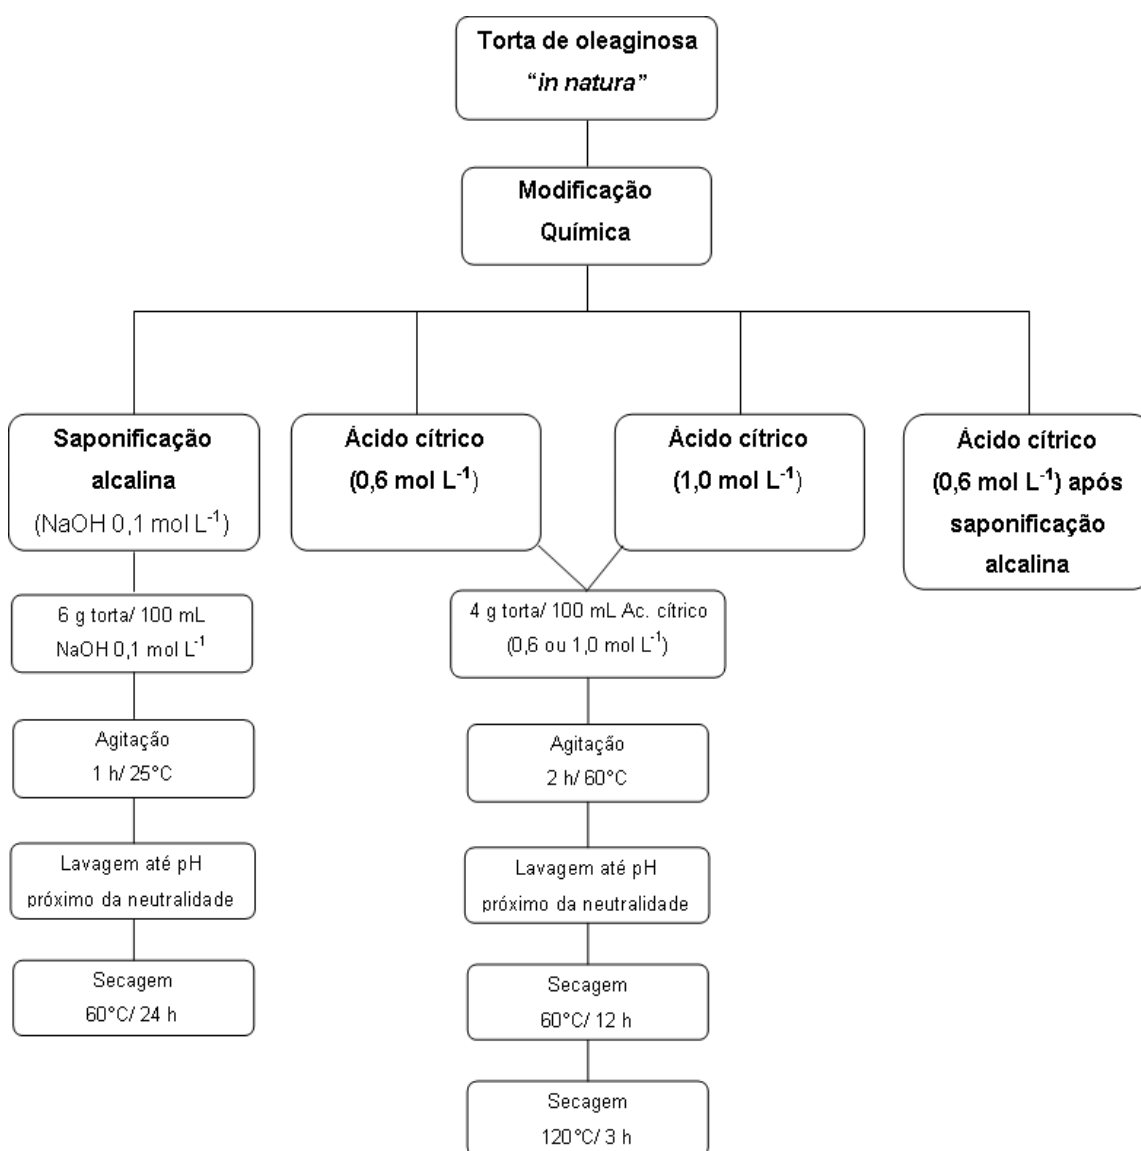 Torta de oleaginosa
“in natura”
Modificação
Química
Saponificação
alcalina
(NaOH 0,1 mol L⁻¹)
Ácido cítrico
(0,6 mol L⁻¹)
Ácido cítrico
(1,0 mol L⁻¹)
Ácido cítrico
(0,6 mol L⁻¹) após
saponificação
alcalina
6 g torta/ 100 mL
NaOH 0,1 mol L⁻¹
Agitação
1 h/ 25°C
Lavagem até pH
próximo da neutralidade
Secagem
60°C/ 24 h
4 g torta/ 100 mL Ac. cítrico
(0,6 ou 1,0 mol L⁻¹)
Agitação
2 h/ 60°C
Lavagem até pH
próximo da neutralidade
Secagem
60°C/ 12 h
Secagem
120°C/ 3 h